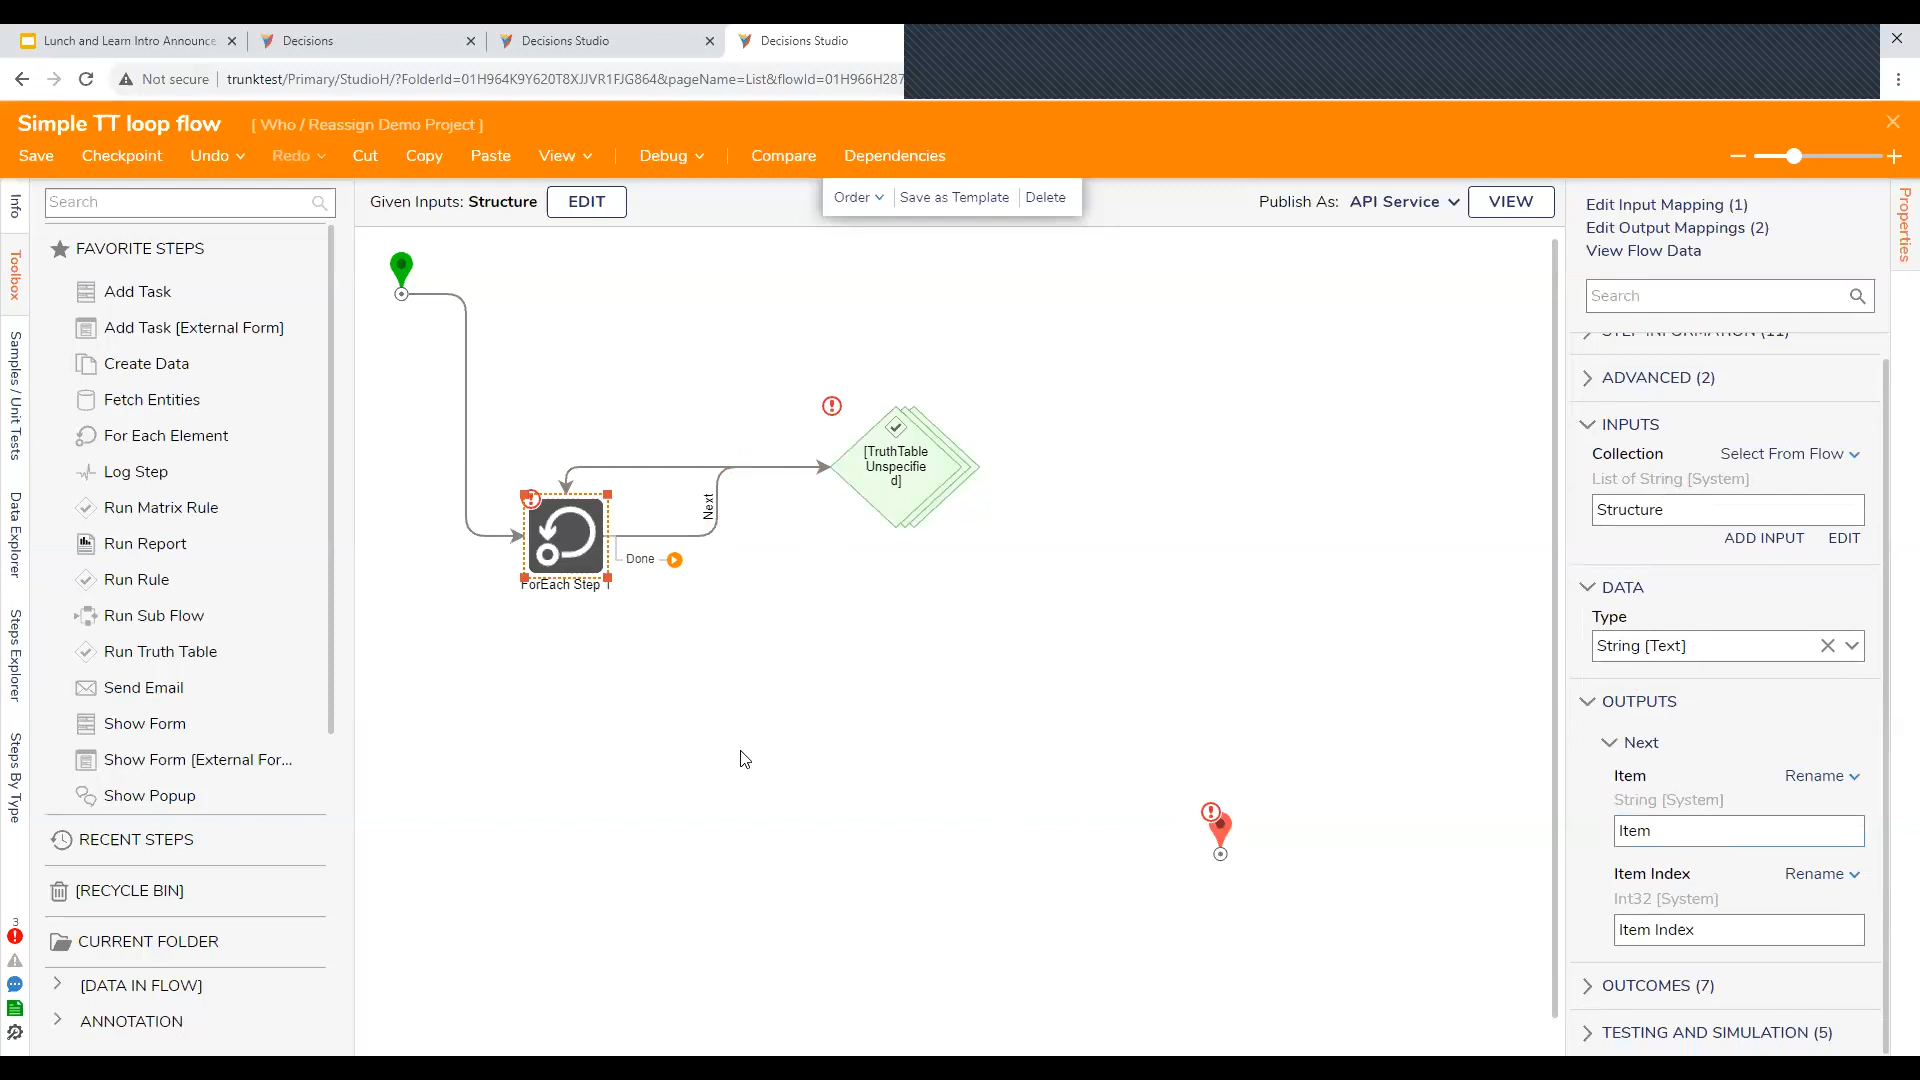 Lunch and Learn Intro Announce
Decisions
Decisions Studio
Decisions Studio
Not secure
trunktest/Primary/StudioH/?FolderId=01H964K9Y620T8XJJVR1FJG864&pageName=List&flowId=01H966H287
Simple TT loop flow
[ Who / Reassign Demo Project ]
Save
Checkpoint
Undo
Redo
Cut
Copy
Paste
View
Debug
Compare
Dependencies
Info
Toolbox
Samples / Unit Tests
Data Explorer
Steps Explorer
Steps By Type
3
Search
FAVORITE STEPS
Add Task
Add Task [External Form]
Create Data
Fetch Entities
For Each Element
Log Step
Run Matrix Rule
Run Report
Run Rule
Run Sub Flow
Run Truth Table
Send Email
Show Form
Show Form [External For...
Show Popup
RECENT STEPS
[RECYCLE BIN]
CURRENT FOLDER
[DATA IN FLOW]
ANNOTATION
Given Inputs: Structure
EDIT
Order
Save as Template
Delete
Publish As: API Service
VIEW
[TruthTable
Unspecifie
d]
Next
Done
ForEach Step 1
Properties
Edit Input Mapping (1)
Edit Output Mappings (2)
View Flow Data
Search
STEP INFORMATION (11)
ADVANCED (2)
INPUTS
Collection
Select From Flow
List of String [System]
Structure
ADD INPUT
EDIT
DATA
Type
String [Text]
OUTPUTS
Next
Item
Rename
String [System]
Item
Item Index
Rename
Int32 [System]
Item Index
OUTCOMES (7)
TESTING AND SIMULATION (5)